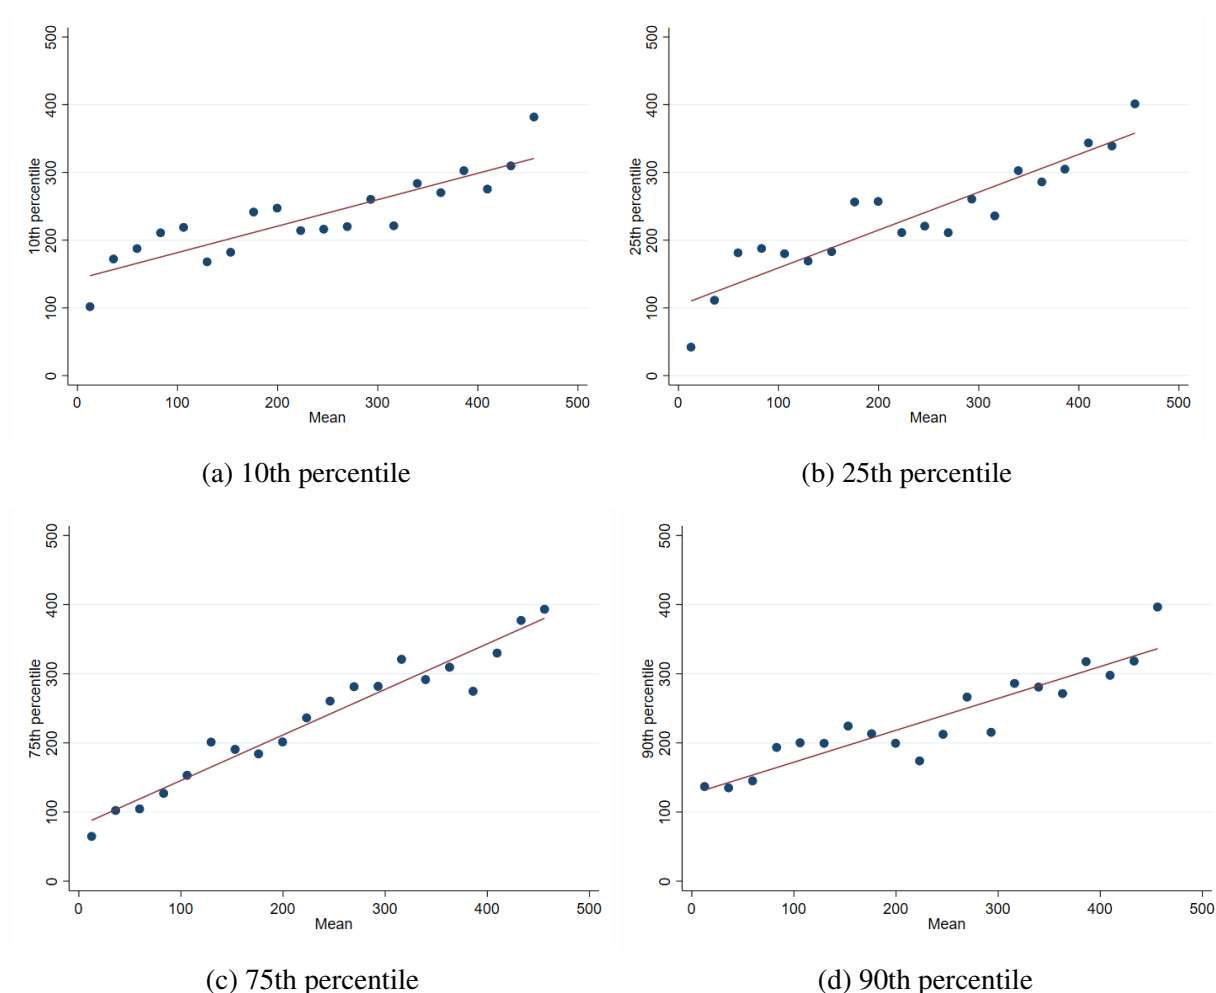 500
400
300
200
100
0
10th percentile
0 100 200 300 400 500
Mean
(a) 10th percentile
500
400
300
200
100
0
25th percentile
0 100 200 300 400 500
Mean
(b) 25th percentile
500
400
300
200
100
0
75th percentile
0 100 200 300 400 500
Mean
(c) 75th percentile
500
400
300
200
100
0
90th percentile
0 100 200 300 400 500
Mean
(d) 90th percentile